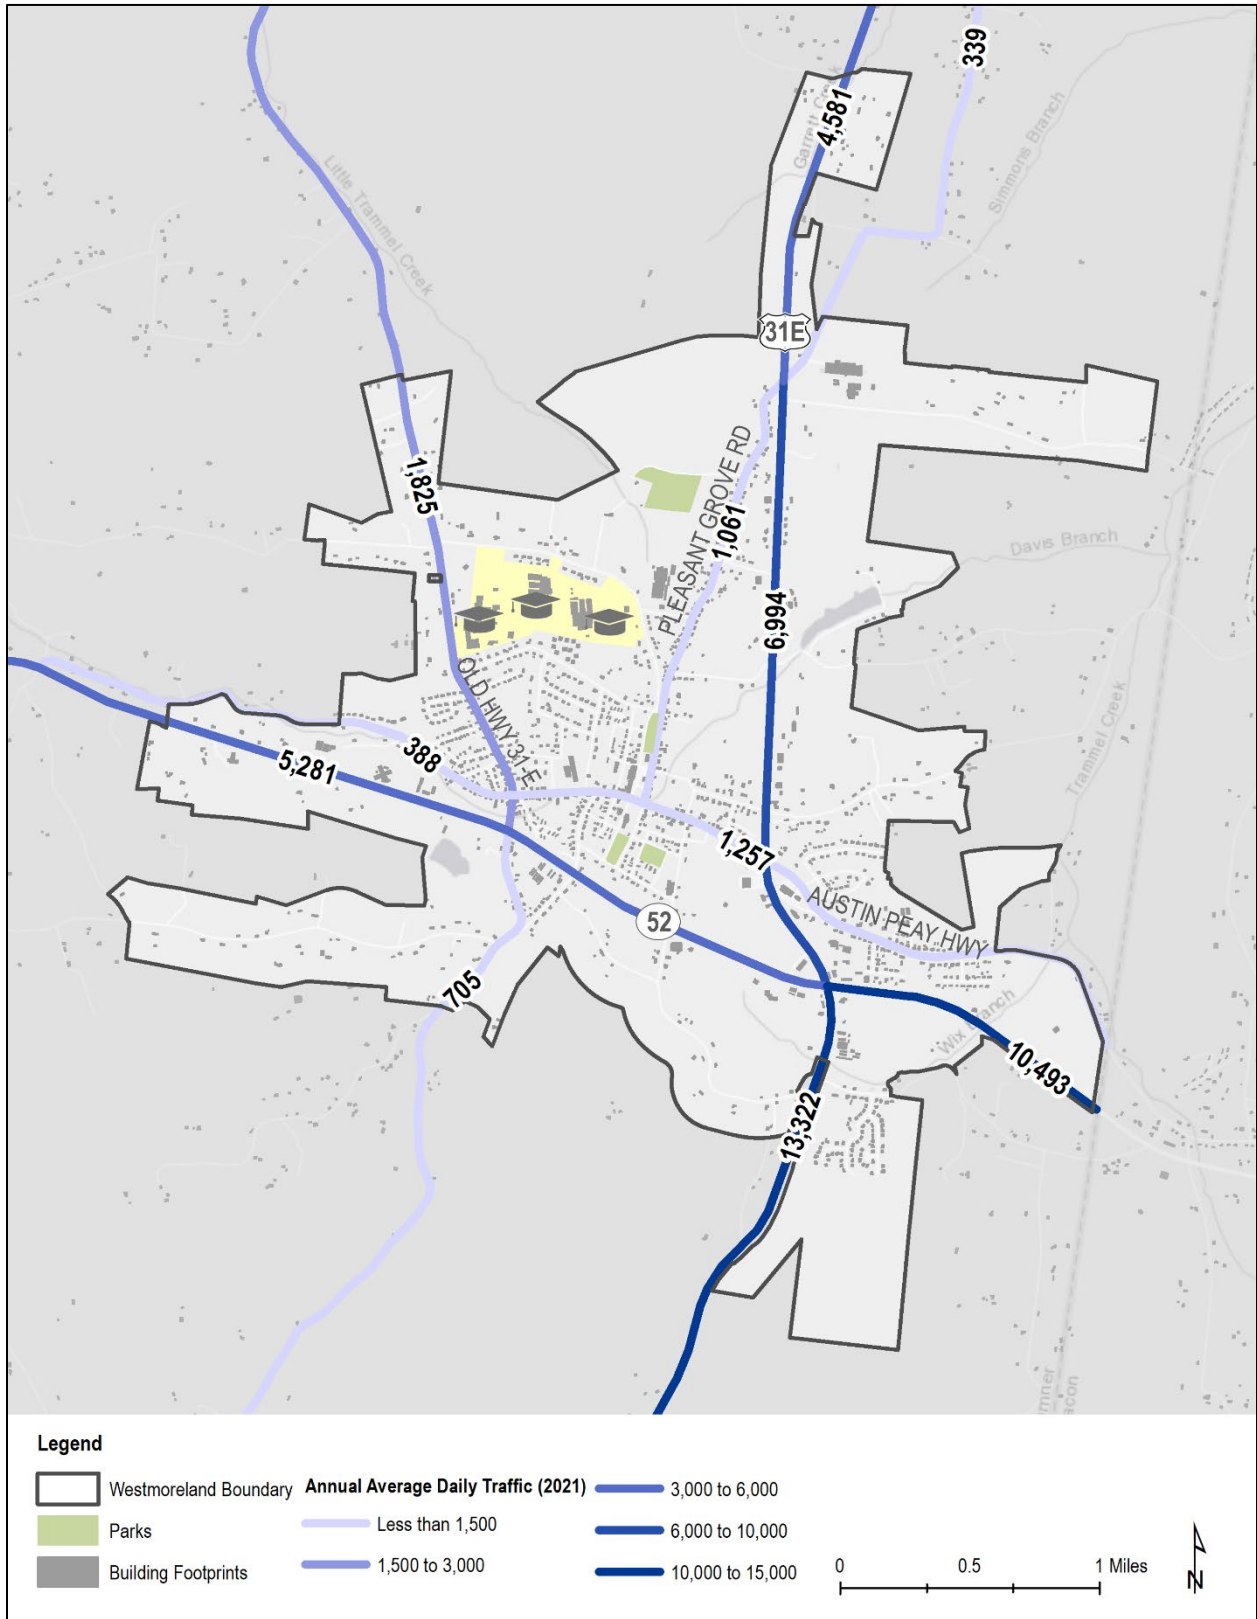 339
4,581
Garrett Creek
Simmons Branch
Little Trammel Creek
31E
1,825
PLEASANT GROVE RD
1,061
Davis Branch
6,994
OLD HWY 31-E
Trammel Creek
388
5,281
1,257
AUSTIN PEAY HWY
52
705
Wix Branch
10,493
13,322
mner
acon
Legend
Westmoreland Boundary
Parks
Building Footprints
Annual Average Daily Traffic (2021)
Less than 1,500
1,500 to 3,000
3,000 to 6,000
6,000 to 10,000
10,000 to 15,000
0 0.5 1 Miles
N